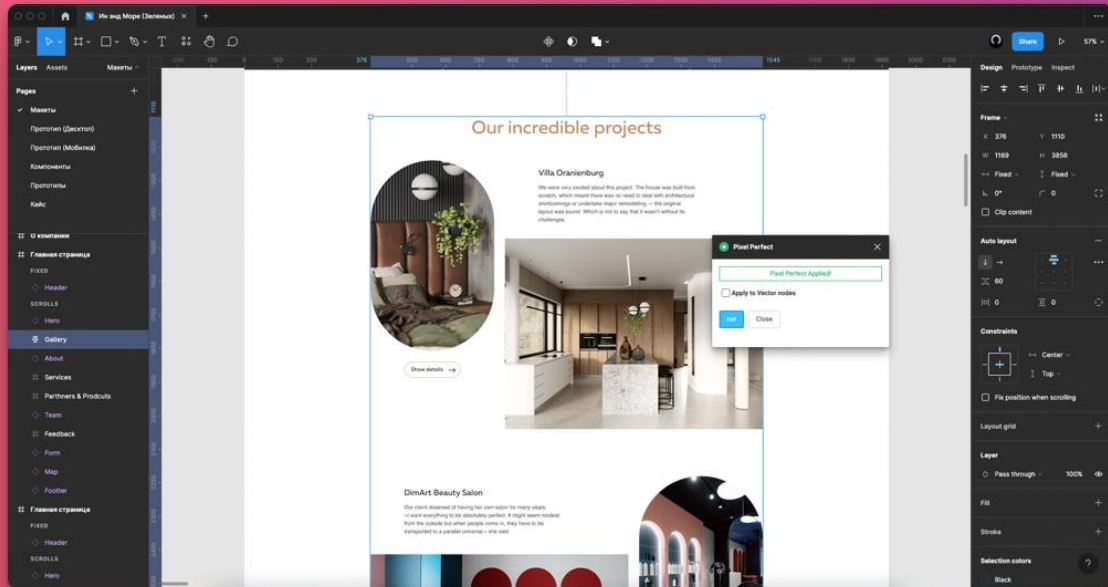 Ин энд Море (Зеленых)
Share
57%
Layers
Assets
Макеты
Design
Prototype
Inspect
Pages
Макеты
Прототип (Десктоп)
Прототип (Мобилка)
Компоненты
Прототипы
Кейс
О компании
Главная страница
FIXED
Header
SCROLLS
Hero
Gallery
About
Services
Parthners & Prodcuts
Team
Feedback
Form
Map
Footter
Главная страница
FIXED
Header
SCROLLS
Hero
376
1545
1110
Our incredible projects
Villa Oranienburg
We were very excited about this project. The house was built from
scratch, which meant there was no need to deal with architectural
shortcomings or undertake major remodelling — the original
layout was sound. Which is not to say that it wasn't without its
challenges.
Show details
Pixel Perfect
Pixel Perfect Applied!
Apply to Vector nodes
run
Close
DimArt Beauty Salon
Our client dreamed of having her own salon for many years.
«I want everything to be absolutely perfect. It might seem modest
from the outside but when people come in, they have to be
transported to a parallel universe,» she said.
Frame
X 376
Y 1110
W 1169
H 3856
Fixed
Fixed
0°
0
Clip content
Auto layout
60
0
0
Constraints
Center
Top
Fix position when scrolling
Layout grid
Layer
Pass through
100%
Fill
Stroke
Selection colors
Black
?